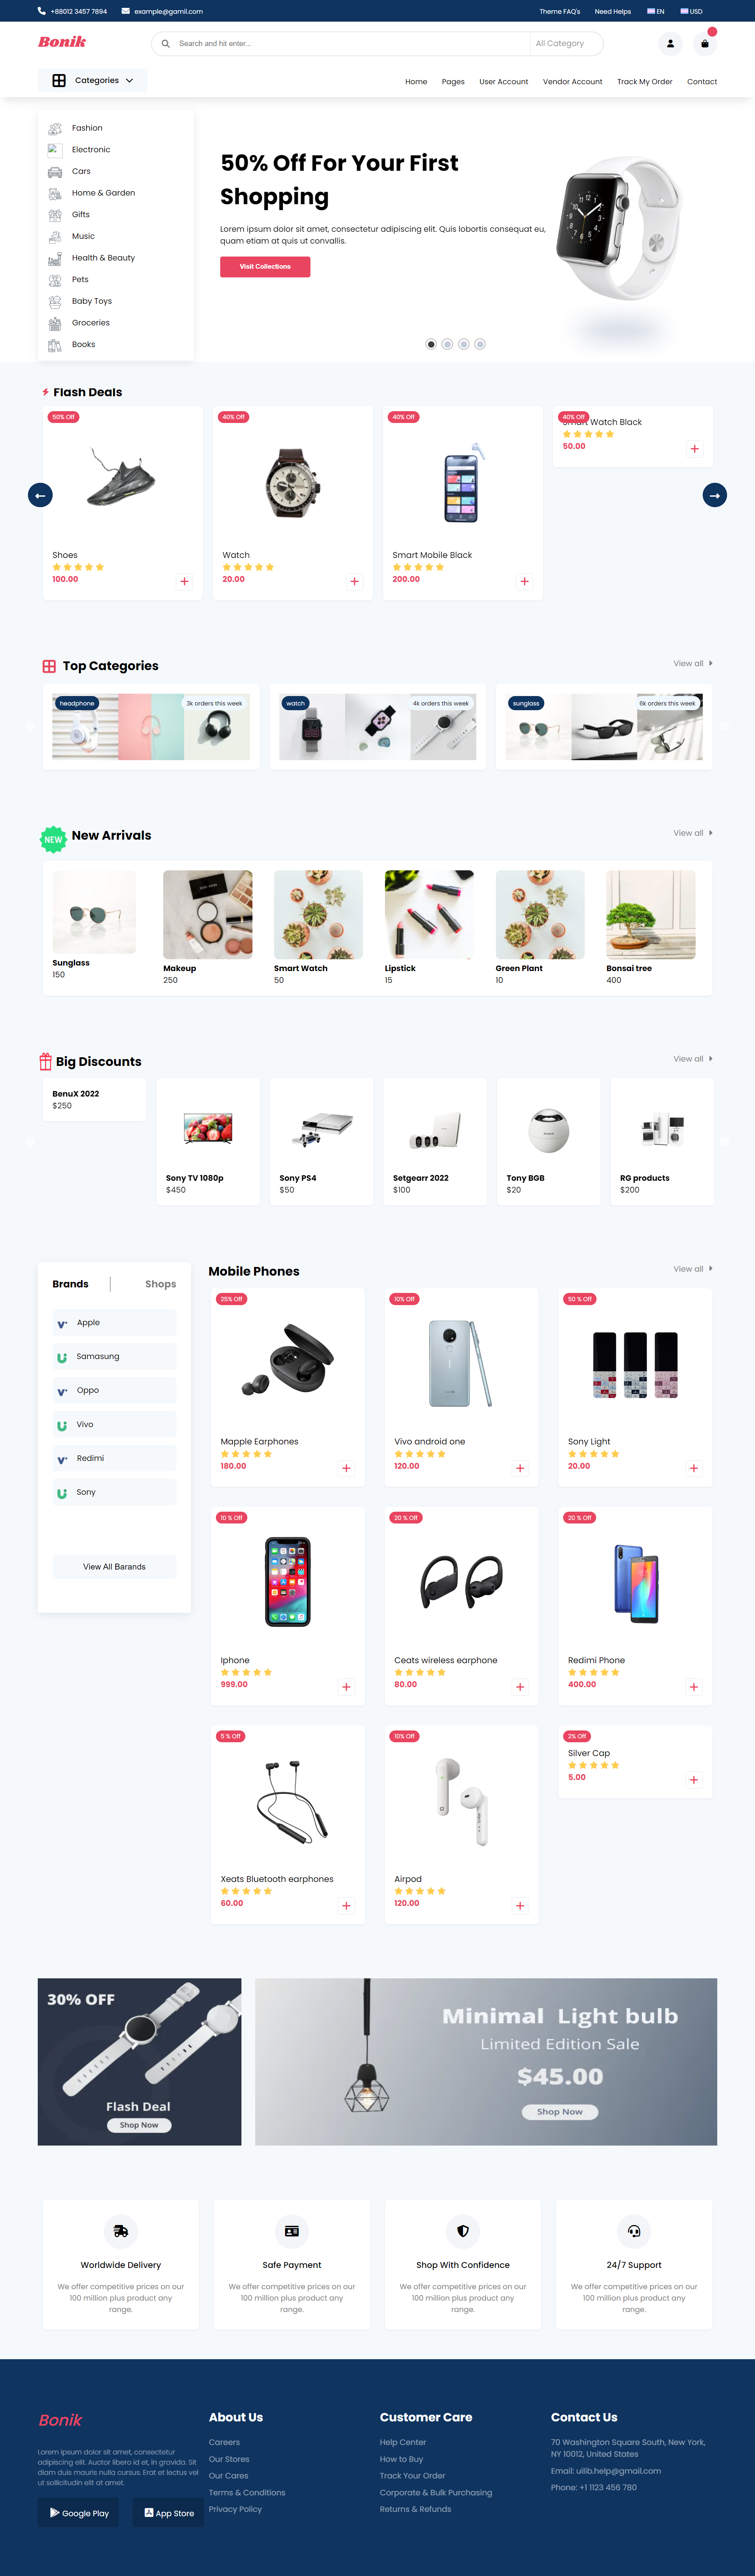 +88012 3457 7894
example@gamil.com
Theme FAQ's
Need Helps
EN
USD
Bonik
Search and hit enter...
All Category
Categories
Home
Pages
User Account
Vendor Account
Track My Order
Contact
Fashion
Electronic
Cars
Home & Garden
Gifts
Music
Health & Beauty
Pets
Baby Toys
Groceries
Books
50% Off For Your First
Shopping
Lorem ipsum dolor sit amet, consectetur adipiscing elit. Quis lobortis consequat eu,
quam etiam at quis ut convallis.
Visit Collections
Flash Deals
50% Off
Shoes
100.00
40% Off
Watch
20.00
40% Off
Smart Mobile Black
200.00
40% Off
Smart Watch Black
50.00
Top Categories
View all
headphone
3k orders this week
watch
4k orders this week
sunglass
6k orders this week
NEW
New Arrivals
View all
Sunglass
150
Makeup
250
Smart Watch
50
Lipstick
15
Green Plant
10
Bonsai tree
400
Big Discounts
View all
BenuX 2022
$250
Sony TV 1080p
$450
Sony PS4
$50
Setgearr 2022
$100
Tony BGB
$20
RG products
$200
Brands
Shops
Apple
Samasung
Oppo
Vivo
Redimi
Sony
View All Barands
Mobile Phones
View all
25% Off
Mapple Earphones
180.00
10% Off
Vivo android one
120.00
50 % Off
Sony Light
20.00
10 % Off
Iphone
999.00
20 % Off
Ceats wireless earphone
80.00
20 % Off
Redimi Phone
400.00
5 % Off
Xeats Bluetooth earphones
60.00
10% Off
Airpod
120.00
2% Off
Silver Cap
5.00
30% OFF
Flash Deal
Shop Now
Minimal Light bulb
Limited Edition Sale
$45.00
Shop Now
Worldwide Delivery
We offer competitive prices on our
100 million plus product any
range.
Safe Payment
We offer competitive prices on our
100 million plus product any
range.
Shop With Confidence
We offer competitive prices on our
100 million plus product any
range.
24/7 Support
We offer competitive prices on our
100 million plus product any
range.
Bonik
Lorem ipsum dolor sit amet, consectetur
adipiscing elit. Auctor libero id et, in gravida. Sit
diam duis mauris nulla cursus. Erat et lectus vel
ut sollicitudin elit at amet.
Google Play
App Store
About Us
Careers
Our Stores
Our Cares
Terms & Conditions
Privacy Policy
Customer Care
Help Center
How to Buy
Track Your Order
Corporate & Bulk Purchasing
Returns & Refunds
Contact Us
70 Washington Square South, New York,
NY 10012, United States
Email: uilib.help@gmail.com
Phone: +1 1123 456 780